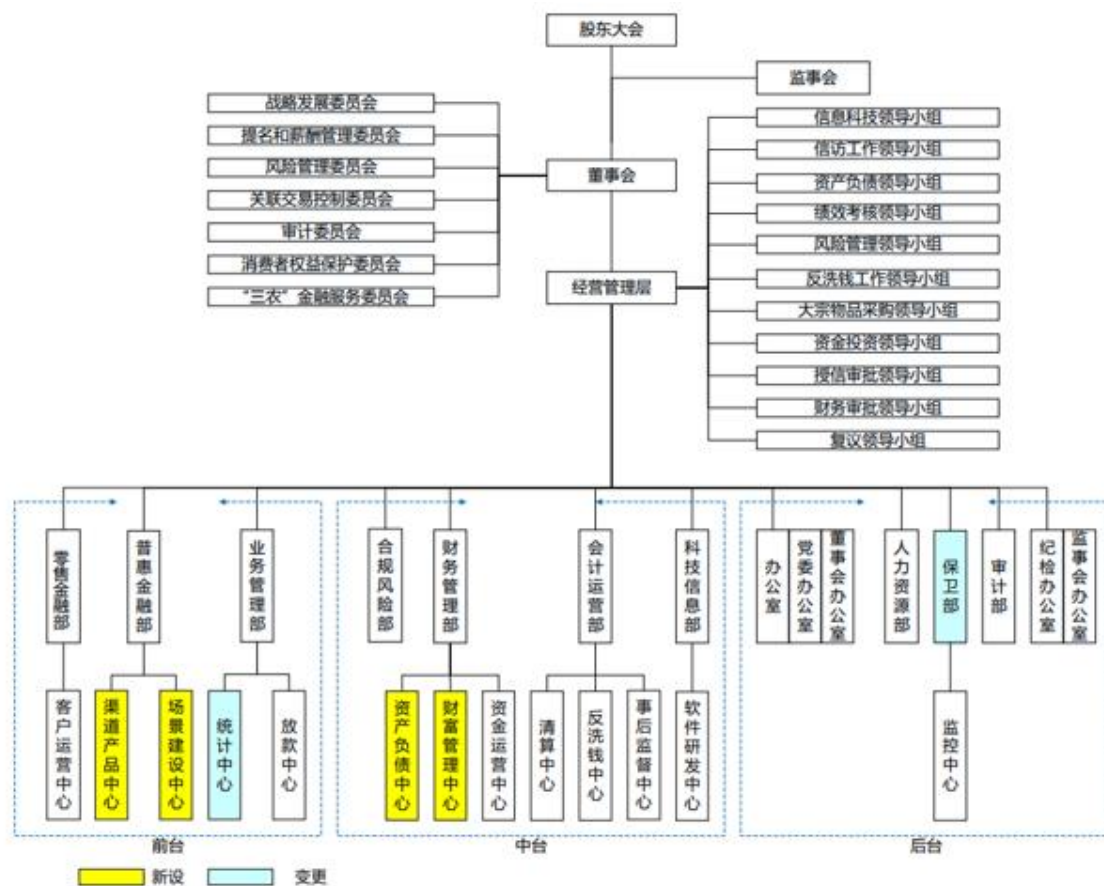 股东大会
监事会
战略发展委员会
提名和薪酬管理委员会
风险管理委员会
关联交易控制委员会
审计委员会
消费者权益保护委员会
“三农”金融服务委员会
董事会
经营管理层
信息科技领导小组
信访工作领导小组
资产负债领导小组
绩效考核领导小组
风险管理领导小组
反洗钱工作领导小组
大宗物品采购领导小组
资金投资领导小组
授信审批领导小组
财务审批领导小组
复议领导小组
零售金融部
普惠金融部
业务管理部
合规风险部
财务管理部
会计运营部
科技信息部
办公室
党委办公室
董事会办公室
人力资源部
保卫部
审计部
纪检办公室
监事会办公室
客户运营中心
渠道产品中心
场景建设中心
统计中心
放款中心
资产负债中心
财富管理中心
资金运营中心
清算中心
反洗钱中心
事后监督中心
软件研发中心
监控中心
前台
中台
后台
新设
变更